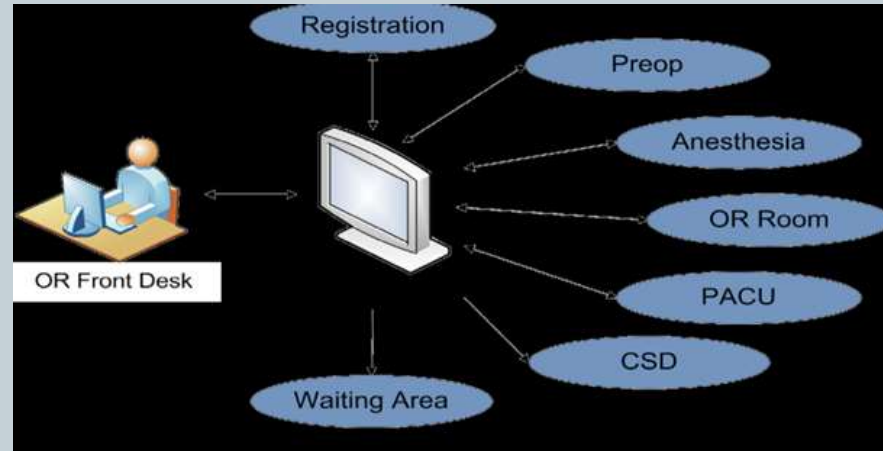 Registration
Preop
Anesthesia
OR Room
OR Front Desk
PACU
CSD
Waiting Area